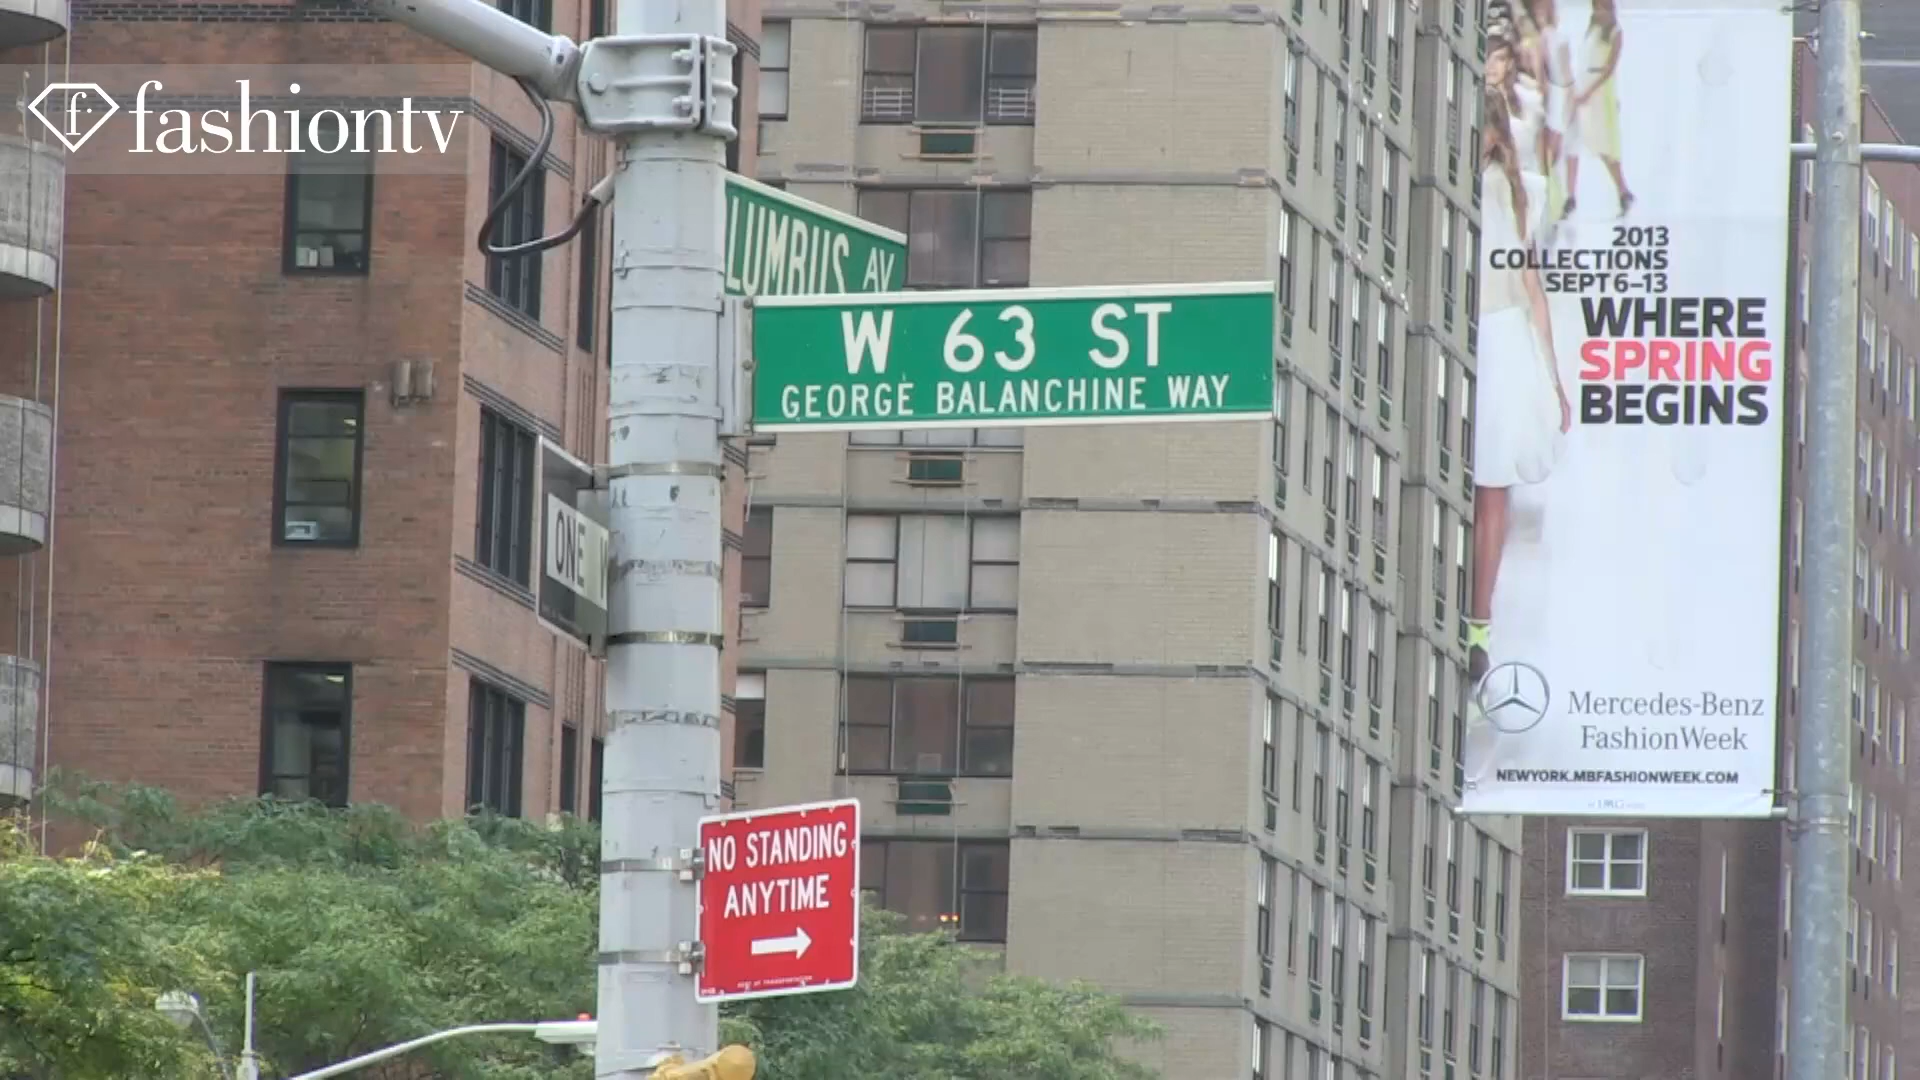 fashiontv
LUMBUS AV
W 63 ST
GEORGE BALANCHINE WAY
ONE
NO STANDING
ANYTIME
2013
COLLECTIONS
SEPT 6-13
WHERE
SPRING
BEGINS
Mercedes-Benz
FashionWeek
NEWYORK.MBFASHIONWEEK.COM